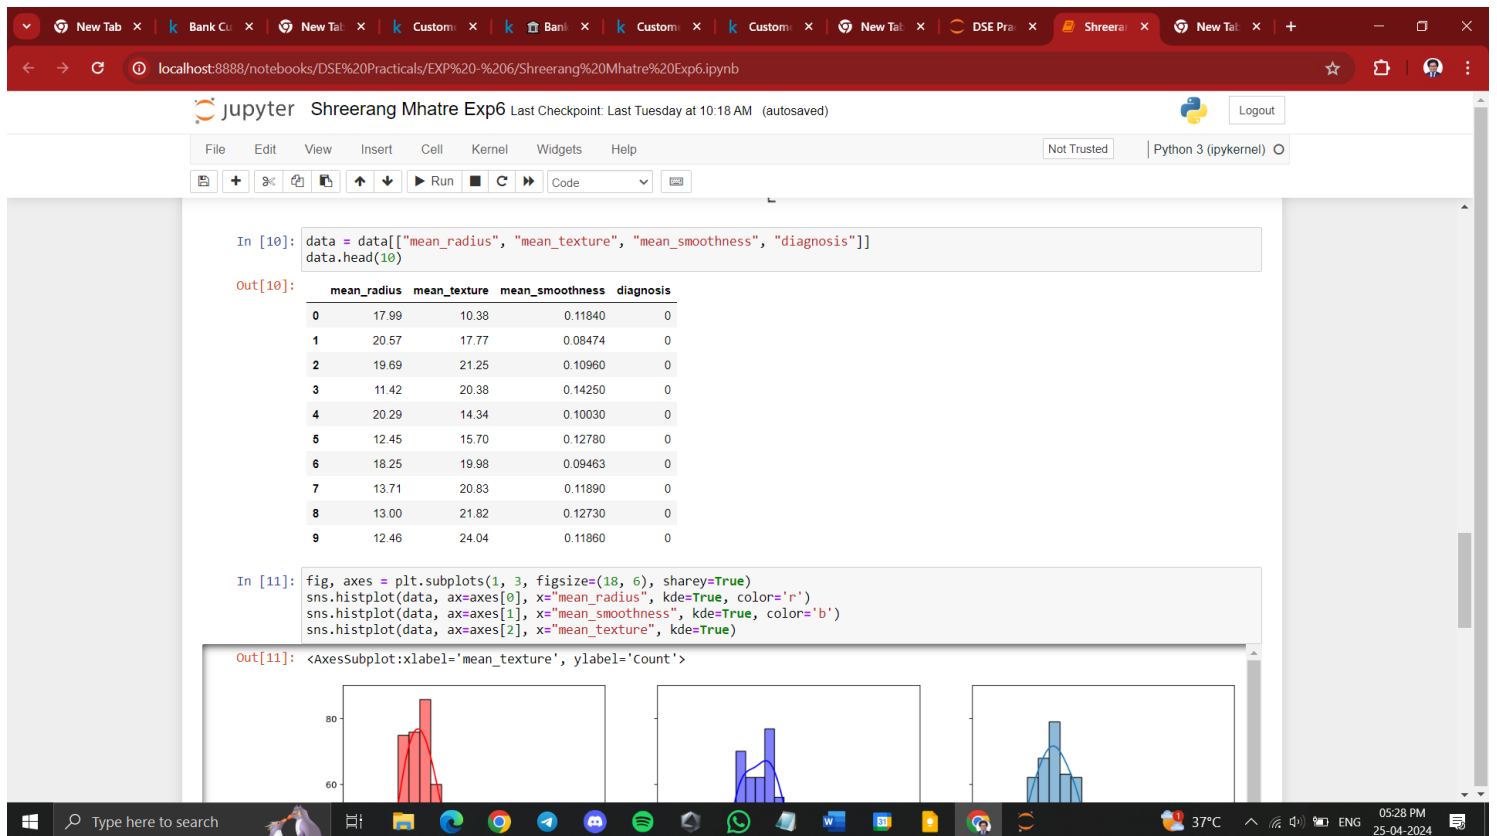 New Tab
Bank Cu
New Tab
Custome
Bank
Custome
Custome
New Tab
DSE Prac
Shreeran
New Tab
localhost:8888/notebooks/DSE%20Practicals/EXP%20-%206/Shreerang%20Mhatre%20Exp6.ipynb
jupyter Shreerang Mhatre Exp6 Last Checkpoint: Last Tuesday at 10:18 AM (autosaved)
Logout
File Edit View Insert Cell Kernel Widgets Help
Not Trusted
Python 3 (ipykernel)
Run
Code
In [10]: data = data[["mean_radius", "mean_texture", "mean_smoothness", "diagnosis"]]
data.head(10)
Out[10]:
mean_radius mean_texture mean_smoothness diagnosis
0 17.99 10.38 0.11840 0
1 20.57 17.77 0.08474 0
2 19.69 21.25 0.10960 0
3 11.42 20.38 0.14250 0
4 20.29 14.34 0.10030 0
5 12.45 15.70 0.12780 0
6 18.25 19.98 0.09463 0
7 13.71 20.83 0.11890 0
8 13.00 21.82 0.12730 0
9 12.46 24.04 0.11860 0
In [11]: fig, axes = plt.subplots(1, 3, figsize=(18, 6), sharey=True)
sns.histplot(data, ax=axes[0], x="mean_radius", kde=True, color='r')
sns.histplot(data, ax=axes[1], x="mean_smoothness", kde=True, color='b')
sns.histplot(data, ax=axes[2], x="mean_texture", kde=True)
Out[11]: <AxesSubplot:xlabel='mean_texture', ylabel='Count'>
80
60
Type here to search
31
1
37°C
ENG
05:28 PM
25-04-2024